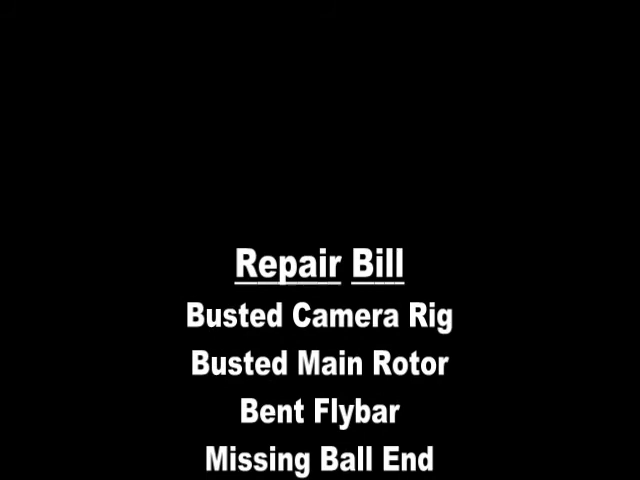 Repair Bill
Busted Camera Rig
Busted Main Rotor
Bent Flybar
Missing Ball End